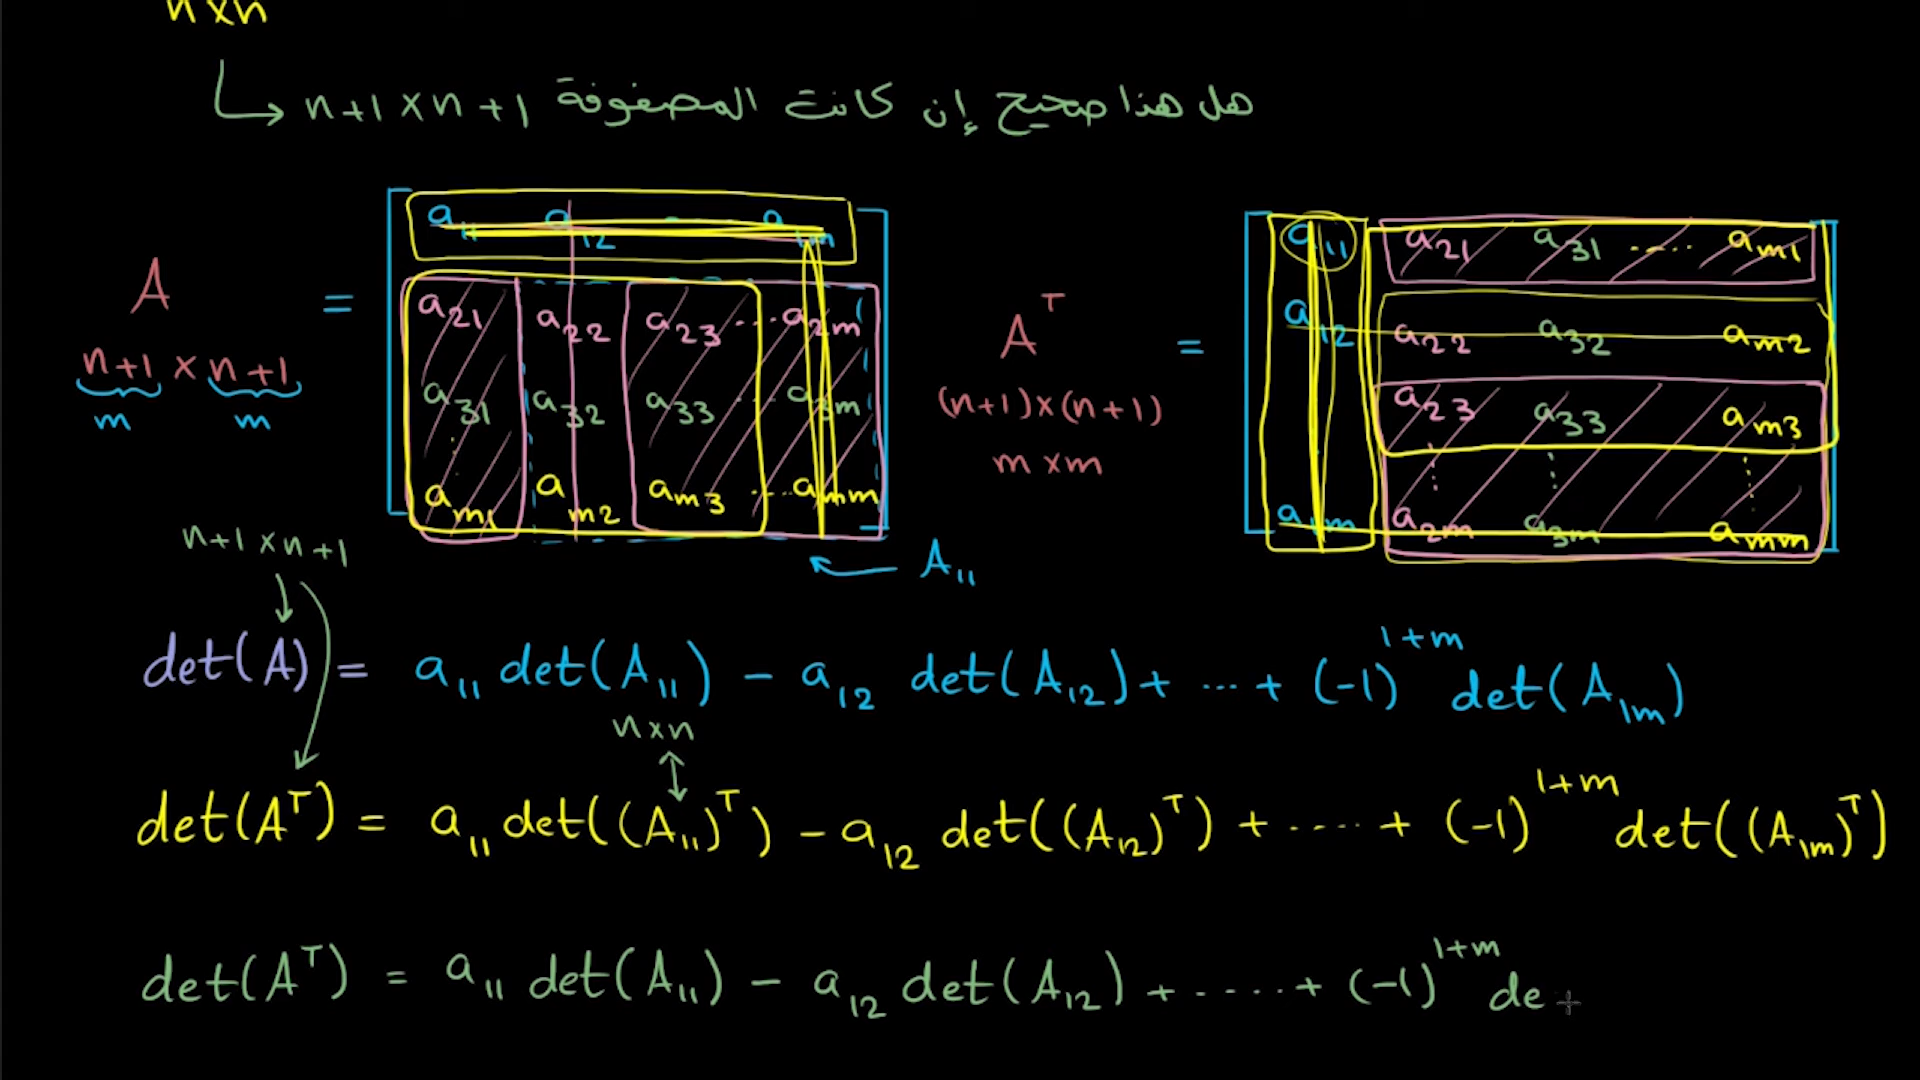 n×n
n+1×n+1 هل هذا صحيح إن كانت المصفوفة
A = [a11 a12 - a1m
a21 a22 a23 ... a2m
a31 a32 a33 ... a3m
am1 am2 am3 ... amm]
n+1 × n+1
m m
A^T = [a11 a21 a31 ..... am1
a12 a22 a32 am2
a23 a33 am3
a1m a2m a3m amm]
(n+1)×(n+1)
m×m
n+1×n+1
A11
det(A) = a11 det(A11) - a12 det(A12) + ... + (-1)^1+m det(A1m)
n×n
det(A^T) = a11 det((A11)^T) - a12 det((A12)^T) + ..... + (-1)^1+m det((A1m)^T)
det(A^T) = a11 det(A11) - a12 det(A12) + ..... + (-1)^1+m de